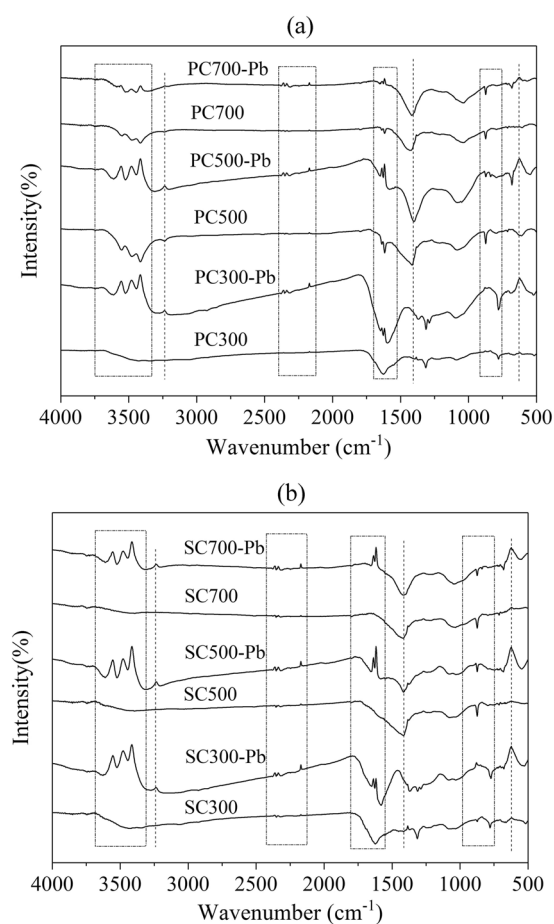 (a)
PC700-Pb
PC700
PC500-Pb
PC500
PC300-Pb
PC300
Intensity(%)
4000 3500 3000 2500 2000 1500 1000 500
Wavenumber (cm-1)
(b)
SC700-Pb
SC700
SC500-Pb
SC500
SC300-Pb
SC300
Intensity(%)
4000 3500 3000 2500 2000 1500 1000 500
Wavenumber (cm-1)